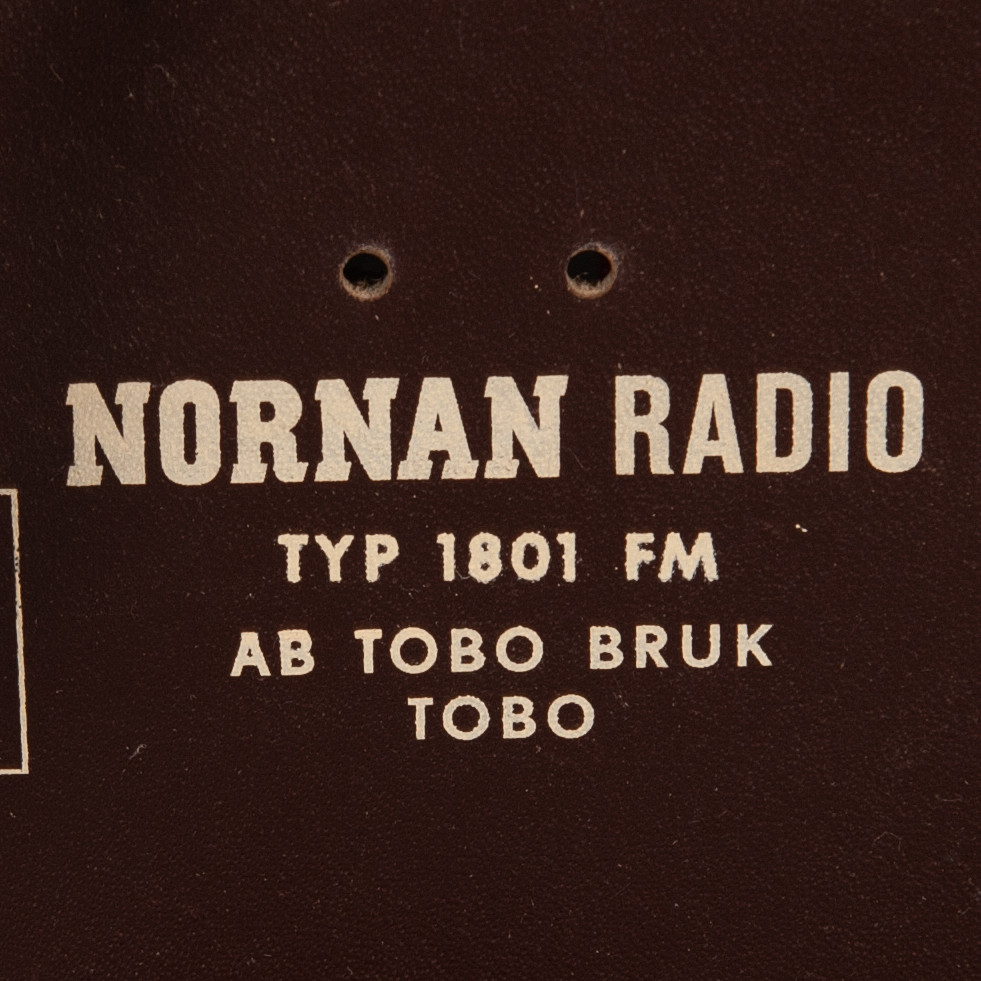 NORNAN RADIO
TYP 1801 FM
AB TOBO BRUK
TOBO